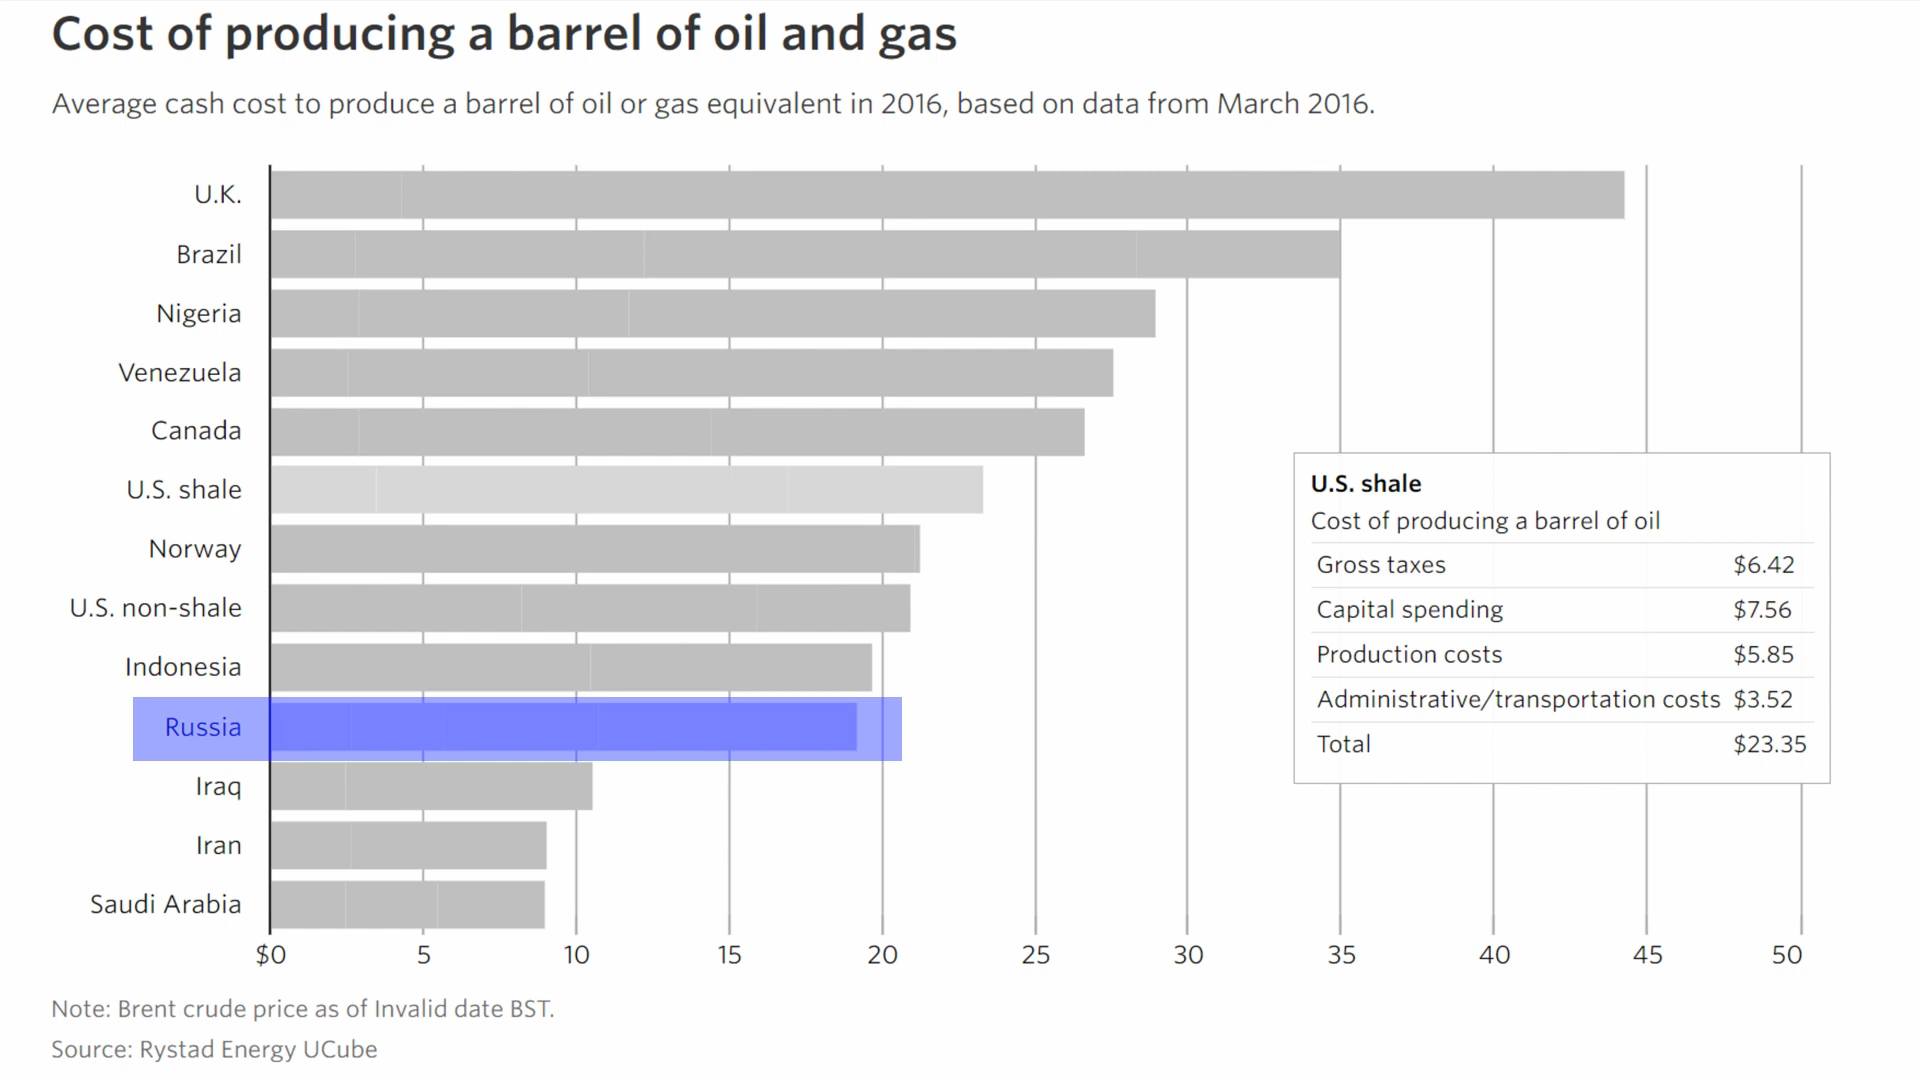 Cost of producing a barrel of oil and gas
Average cash cost to produce a barrel of oil or gas equivalent in 2016, based on data from March 2016.
U.K.
Brazil
Nigeria
Venezuela
Canada
U.S. shale
Norway
U.S. non-shale
Indonesia
Russia
Iraq
Iran
Saudi Arabia
$0 5 10 15 20 25 30 35 40 45 50
U.S. shale
Cost of producing a barrel of oil
Gross taxes $6.42
Capital spending $7.56
Production costs $5.85
Administrative/transportation costs $3.52
Total $23.35
Note: Brent crude price as of Invalid date BST.
Source: Rystad Energy UCube